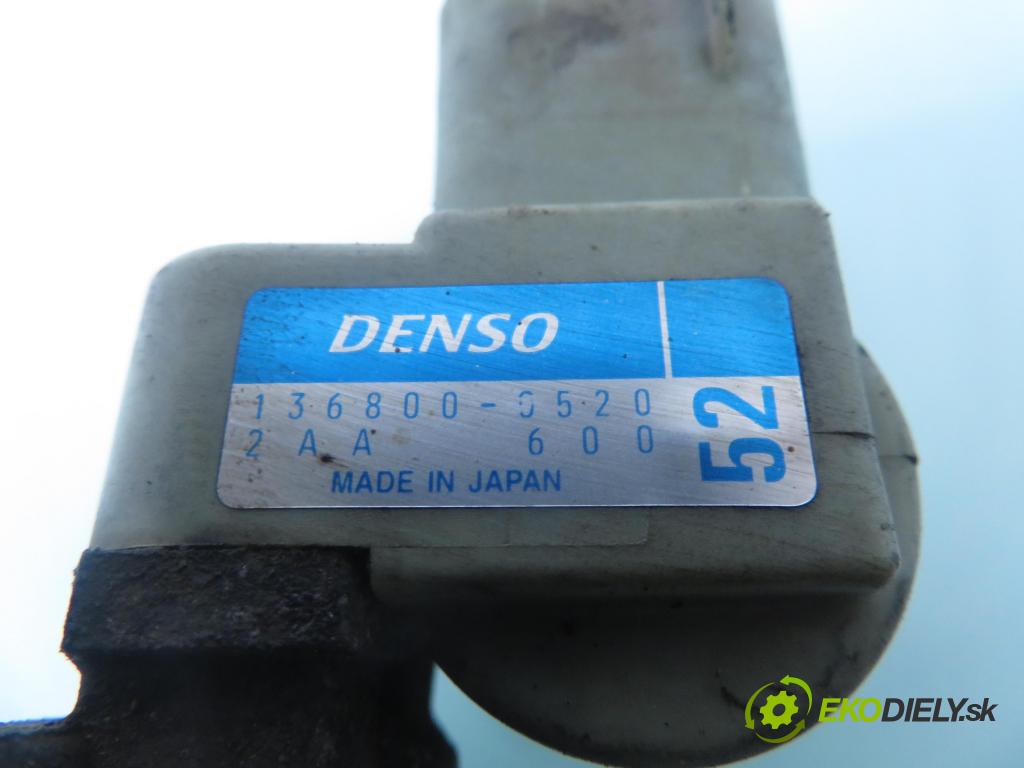 DENSO
136800-0520
2AA 600
MADE IN JAPAN
52
EKODIELY.sk